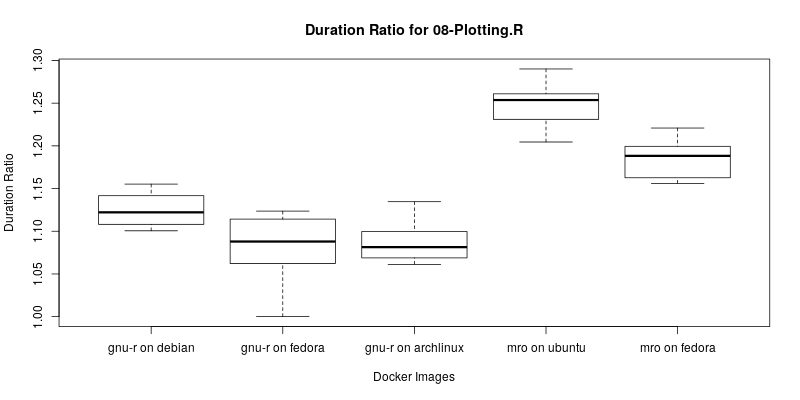 Duration Ratio for 08-Plotting.R
Duration Ratio
1.30
1.25
1.20
1.15
1.10
1.05
1.00
gnu-r on debian
gnu-r on fedora
gnu-r on archlinux
mro on ubuntu
mro on fedora
Docker Images